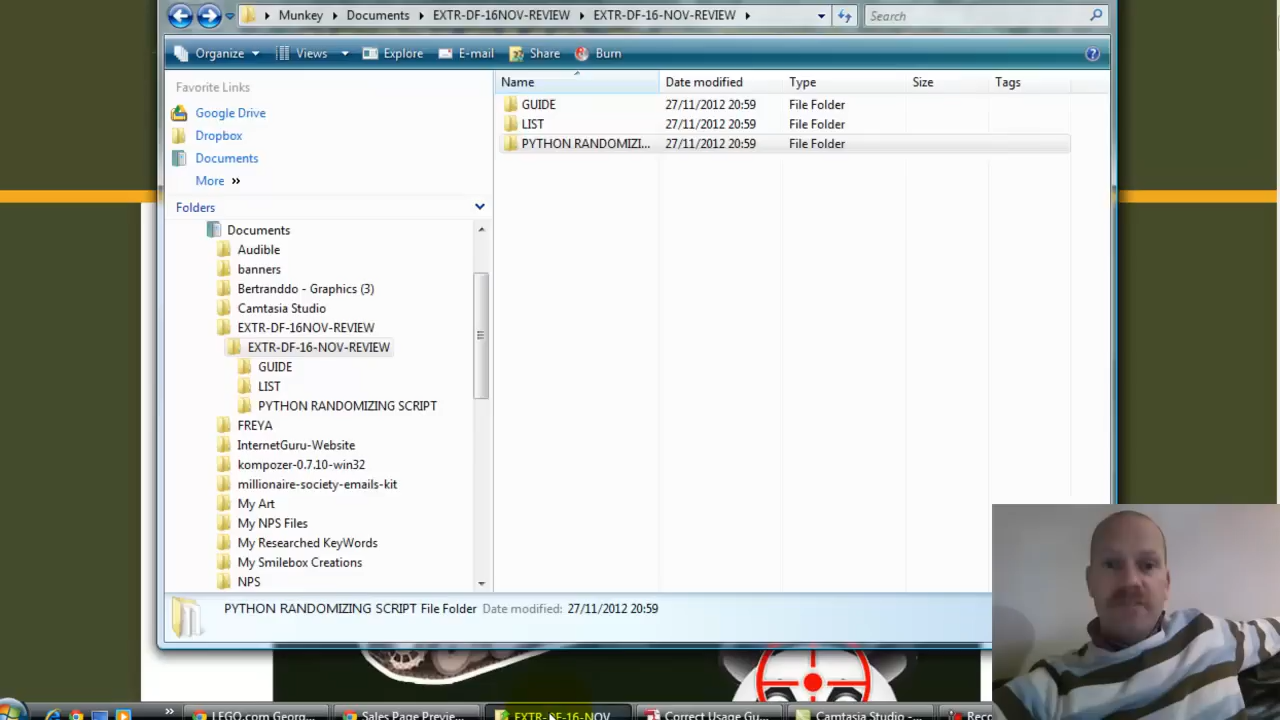 Munkey Documents EXTR-DF-16NOV-REVIEW EXTR-DF-16-NOV-REVIEW Search
Organize Views Explore E-mail Share Burn
Favorite Links
Google Drive
Dropbox
Documents
More »
Folders
Documents
Audible
banners
Bertranddo - Graphics (3)
Camtasia Studio
EXTR-DF-16NOV-REVIEW
EXTR-DF-16-NOV-REVIEW
GUIDE
LIST
PYTHON RANDOMIZING SCRIPT
FREYA
InternetGuru-Website
kompozer-0.7.10-win32
millionaire-society-emails-kit
My Art
My NPS Files
My Researched KeyWords
My Smilebox Creations
NPS
Name Date modified Type Size Tags
GUIDE 27/11/2012 20:59 File Folder
LIST 27/11/2012 20:59 File Folder
PYTHON RANDOMIZI... 27/11/2012 20:59 File Folder
PYTHON RANDOMIZING SCRIPT File Folder Date modified: 27/11/2012 20:59
» LEGO.com Georg... Sales Page Previe... EXTR-DF-16-NOV... Correct Usage Gu... Camtasia Studio -... Reco